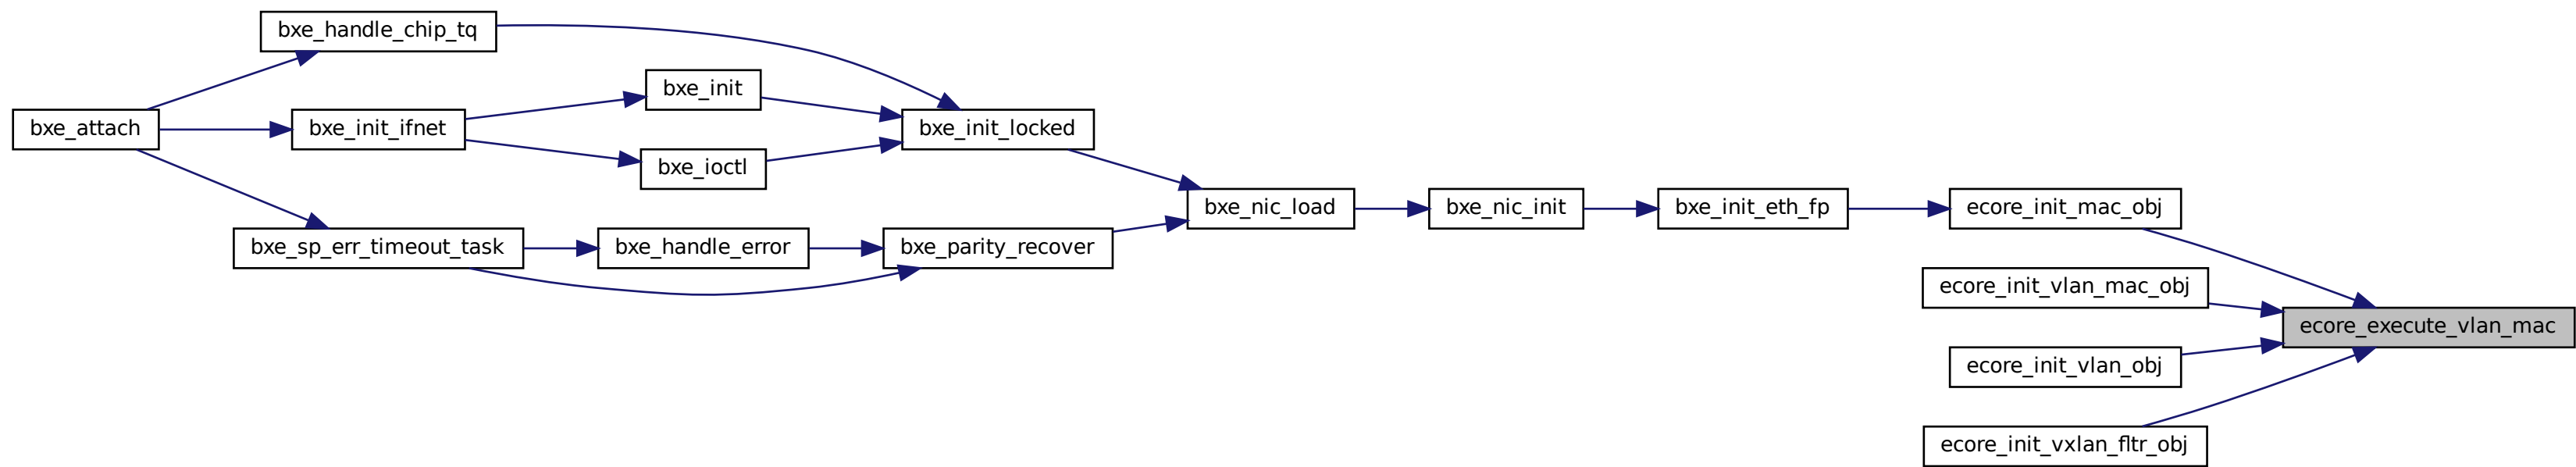 bxe_handle_chip_tq
bxe_init
bxe_attach
bxe_init_ifnet
bxe_init_locked
bxe_ioctl
bxe_nic_load
bxe_nic_init
bxe_init_eth_fp
ecore_init_mac_obj
bxe_sp_err_timeout_task
bxe_handle_error
bxe_parity_recover
ecore_init_vlan_mac_obj
ecore_execute_vlan_mac
ecore_init_vlan_obj
ecore_init_vxlan_fltr_obj